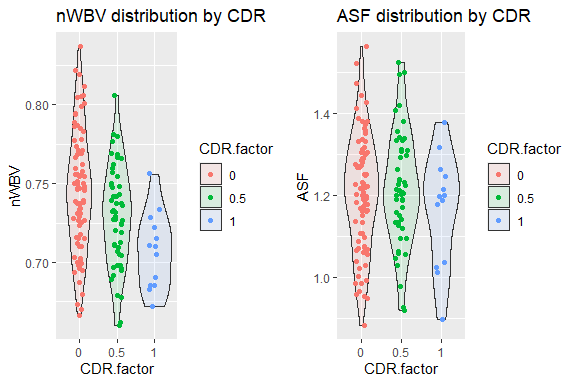 nWBV distribution by CDR
nWBV
0.80
0.75
0.70
0
0.5
1
CDR.factor
CDR.factor
0
0.5
1
ASF distribution by CDR
ASF
1.4
1.2
1.0
0
0.5
1
CDR.factor
CDR.factor
0
0.5
1